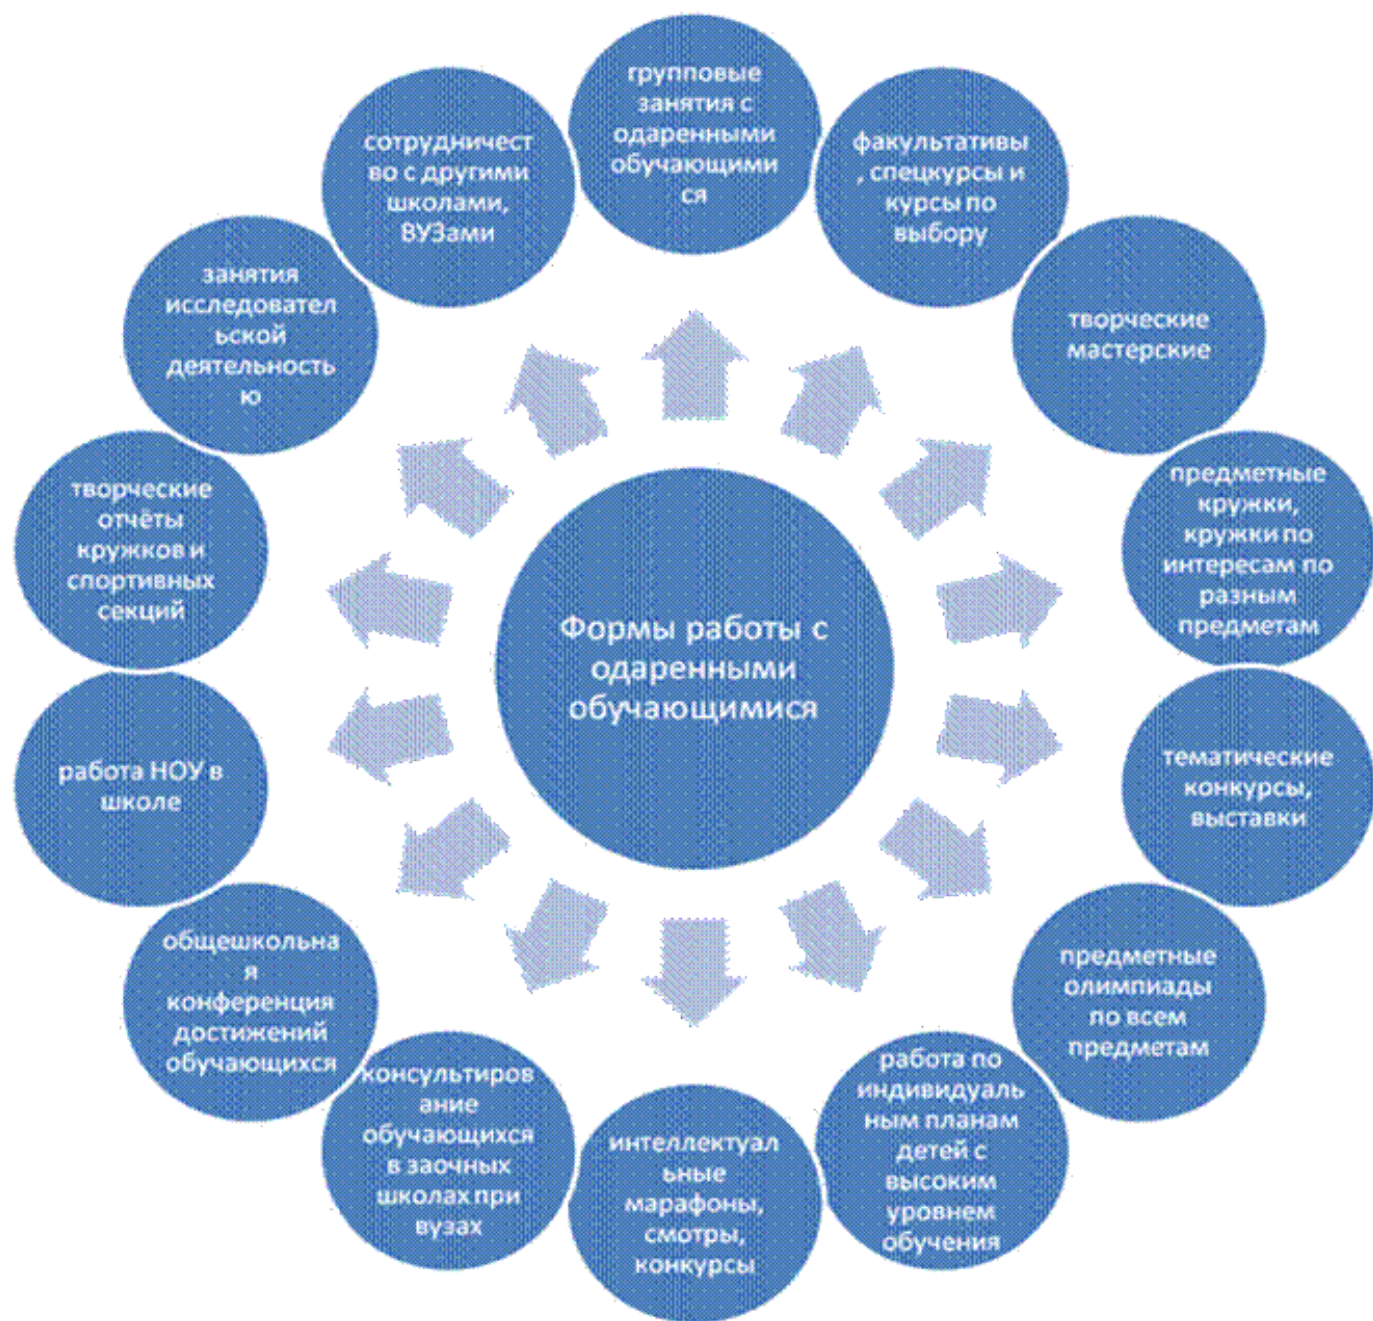 Формы работы с
одаренными
обучающимися
групповые
занятия с
одаренными
обучающими
ся
факультативы
, спецкурсы и
курсы по
выбору
творческие
мастерские
предметные
кружки,
кружки по
интересам по
разным
предметам
тематические
конкурсы,
выставки
предметные
олимпиады
по всем
предметам
работа по
индивидуаль
ным планам
детей с
высоким
уровнем
обучения
интеллектуал
ьные
марафоны,
смотры,
конкурсы
консультиров
ание
обучающихся
в заочных
школах при
вузах
общешкольна
я
конференция
достижений
обучающихся
работа НОУ в
школе
творческие
отчёты
кружков и
спортивных
секций
занятия
исследовател
ьской
деятельность
ю
сотрудничест
во с другими
школами,
ВУЗами